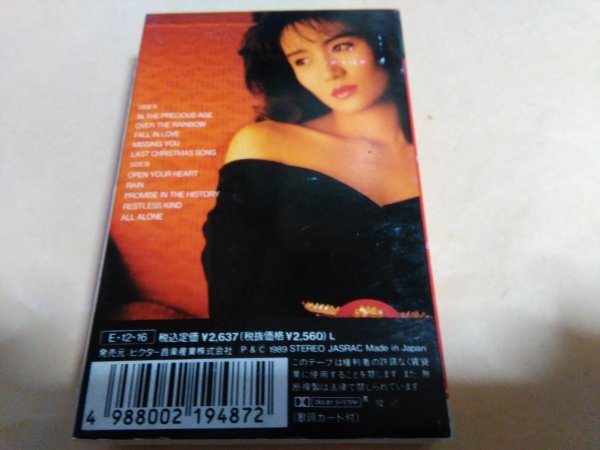 SIDE A
IN THE PRECIOUS AGE
OVER THE RAINBOW
FALL IN LOVE
MISSING YOU
LAST CHRISTMAS SONG
SIDE B
OPEN YOUR HEART
RAIN
PROMISE IN THE HISTORY
RESTLESS KIND
ALL ALONE
E-12-16 税込定価¥2,637(税抜価格¥2,560)L
発売元 ビクター音楽産業株式会社 P & C 1989 STEREO JASRAC Made in Japan
このテープは権利者の許諾なく賃貸
業に使用することを禁じます。また、無
断複製は法律で禁じられています
DOLBY SYSTEM ® 12
(歌詞カード付)
4 988002 194872